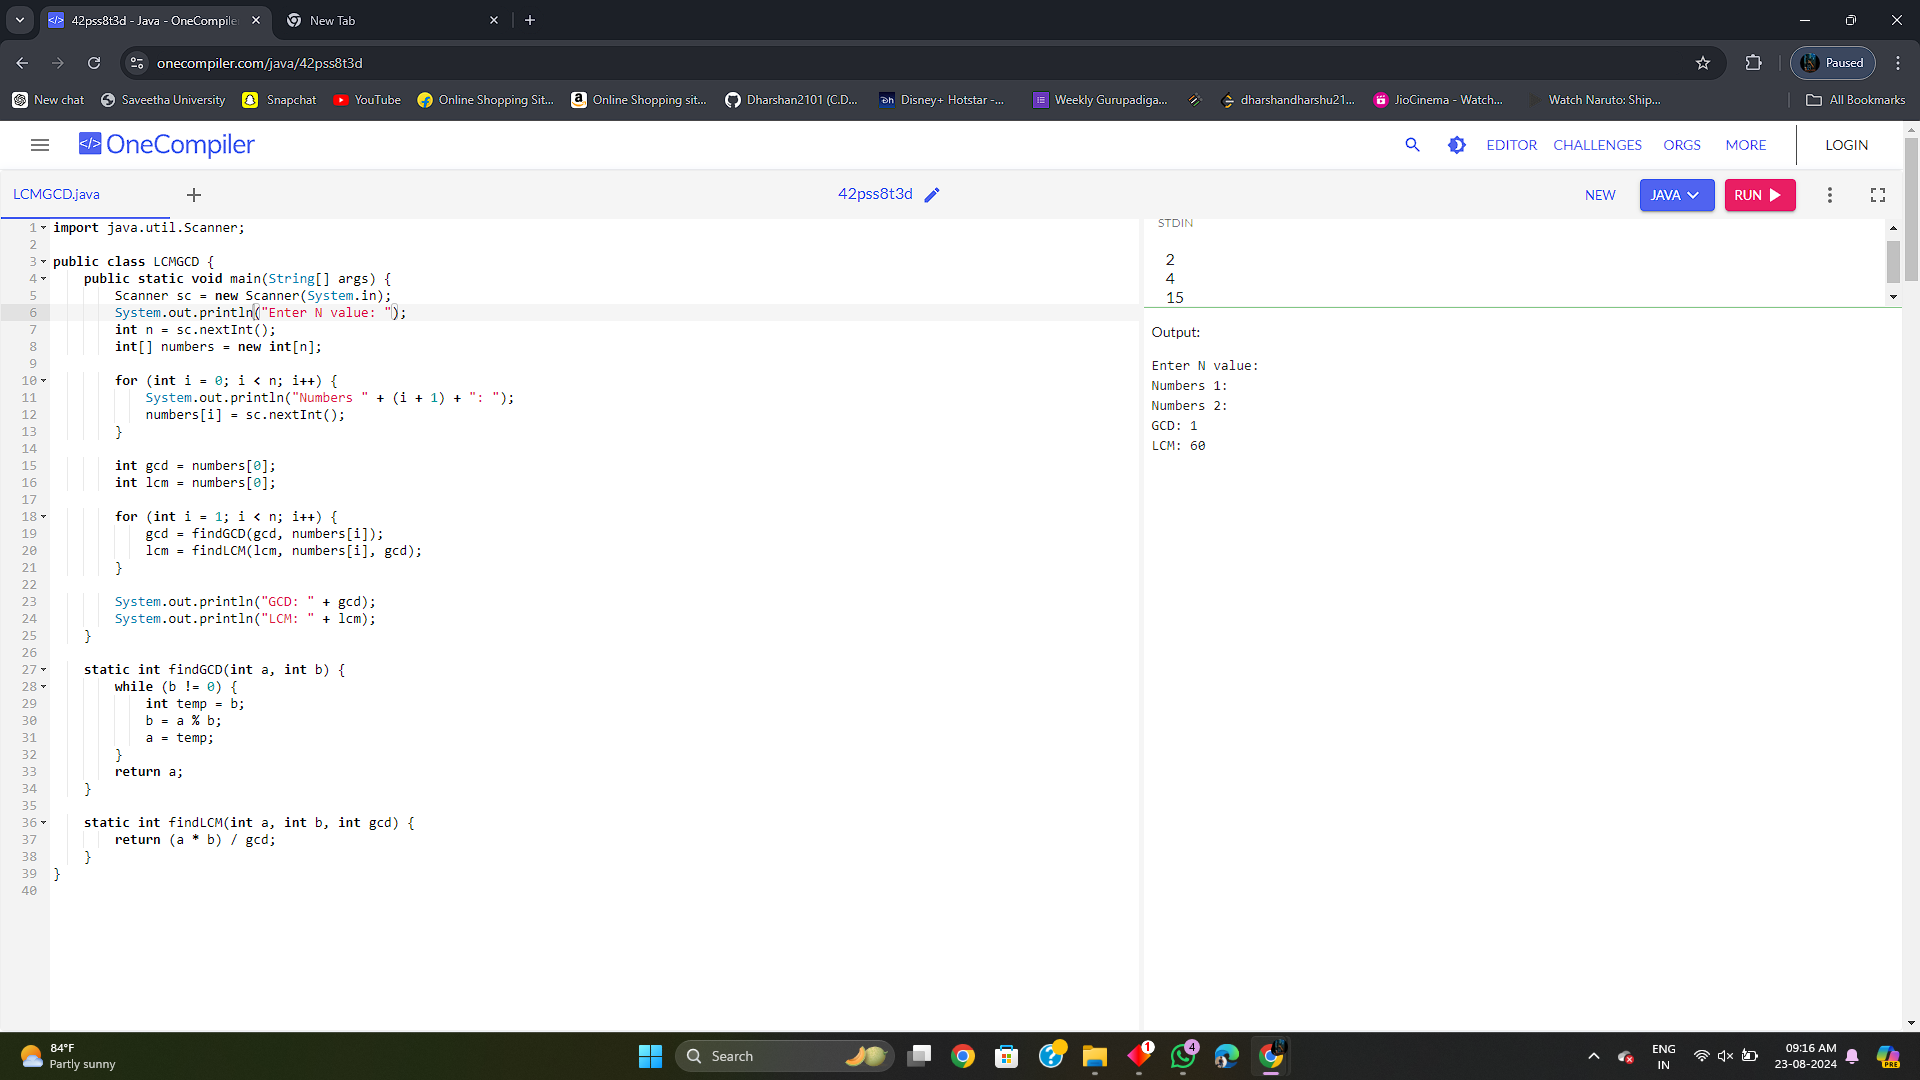 42pss8t3d - Java - OneCompile
New Tab
onecompiler.com/java/42pss8t3d
Paused
New chat
Saveetha University
Snapchat
YouTube
Online Shopping Sit...
Online Shopping sit...
Dharshan2101 (C.D...
Disney+ Hotstar -...
Weekly Gurupadiga...
dharshandharshu21...
JioCinema - Watch...
Watch Naruto: Ship...
All Bookmarks
</> OneCompiler
EDITOR
CHALLENGES
ORGS
MORE
LOGIN
LCMGCD.java
42pss8t3d
NEW
JAVA
RUN
1 import java.util.Scanner;
2
3 public class LCMGCD {
4 public static void main(String[] args) {
5 Scanner sc = new Scanner(System.in);
6 System.out.println("Enter N value: ");
7 int n = sc.nextInt();
8 int[] numbers = new int[n];
9
10 for (int i = 0; i < n; i++) {
11 System.out.println("Numbers " + (i + 1) + ": ");
12 numbers[i] = sc.nextInt();
13 }
14
15 int gcd = numbers[0];
16 int lcm = numbers[0];
17
18 for (int i = 1; i < n; i++) {
19 gcd = findGCD(gcd, numbers[i]);
20 lcm = findLCM(lcm, numbers[i], gcd);
21 }
22
23 System.out.println("GCD: " + gcd);
24 System.out.println("LCM: " + lcm);
25 }
26
27 static int findGCD(int a, int b) {
28 while (b != 0) {
29 int temp = b;
30 b = a % b;
31 a = temp;
32 }
33 return a;
34 }
35
36 static int findLCM(int a, int b, int gcd) {
37 return (a * b) / gcd;
38 }
39 }
40
STDIN
2
4
15
Output:
Enter N value:
Numbers 1:
Numbers 2:
GCD: 1
LCM: 60
84°F
Partly sunny
Search
1
4
ENG
IN
09:16 AM
23-08-2024
PRE